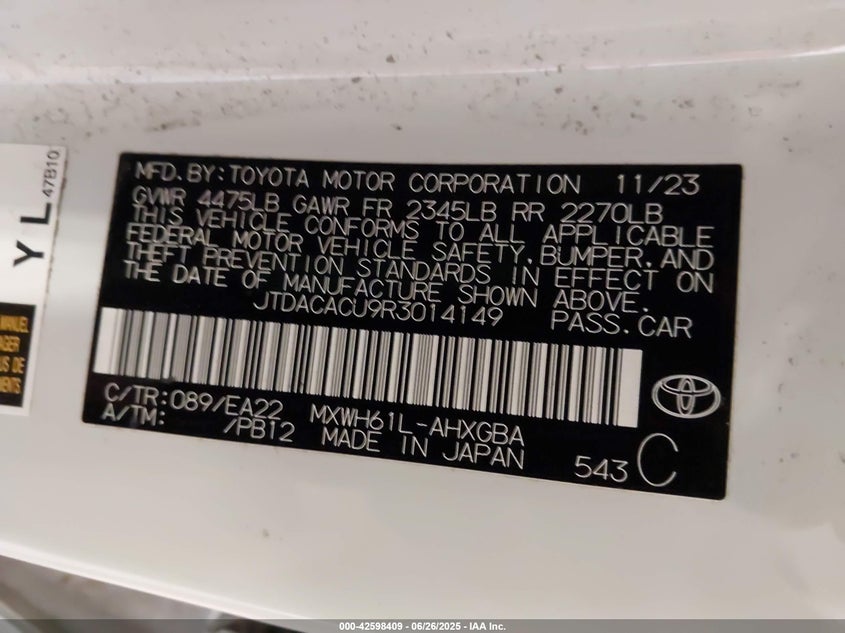 MFD. BY: TOYOTA MOTOR CORPORATION 11/23
GVWR 4475LB GAWR FR 2345LB RR 2270LB
THIS VEHICLE CONFORMS TO ALL APPLICABLE
FEDERAL MOTOR VEHICLE SAFETY, BUMPER, AND
THEFT PREVENTION STANDARDS IN EFFECT ON
THE DATE OF MANUFACTURE SHOWN ABOVE.
JTDACACU9R3014149 PASS. CAR
C/TR: 089/EA22 MXWH61L-AHXGBA
A/TM: /PB12 MADE IN JAPAN
543 C
YL
47B10
MANUEL
US DE
000-42598409 - 06/26/2025 - IAA Inc.